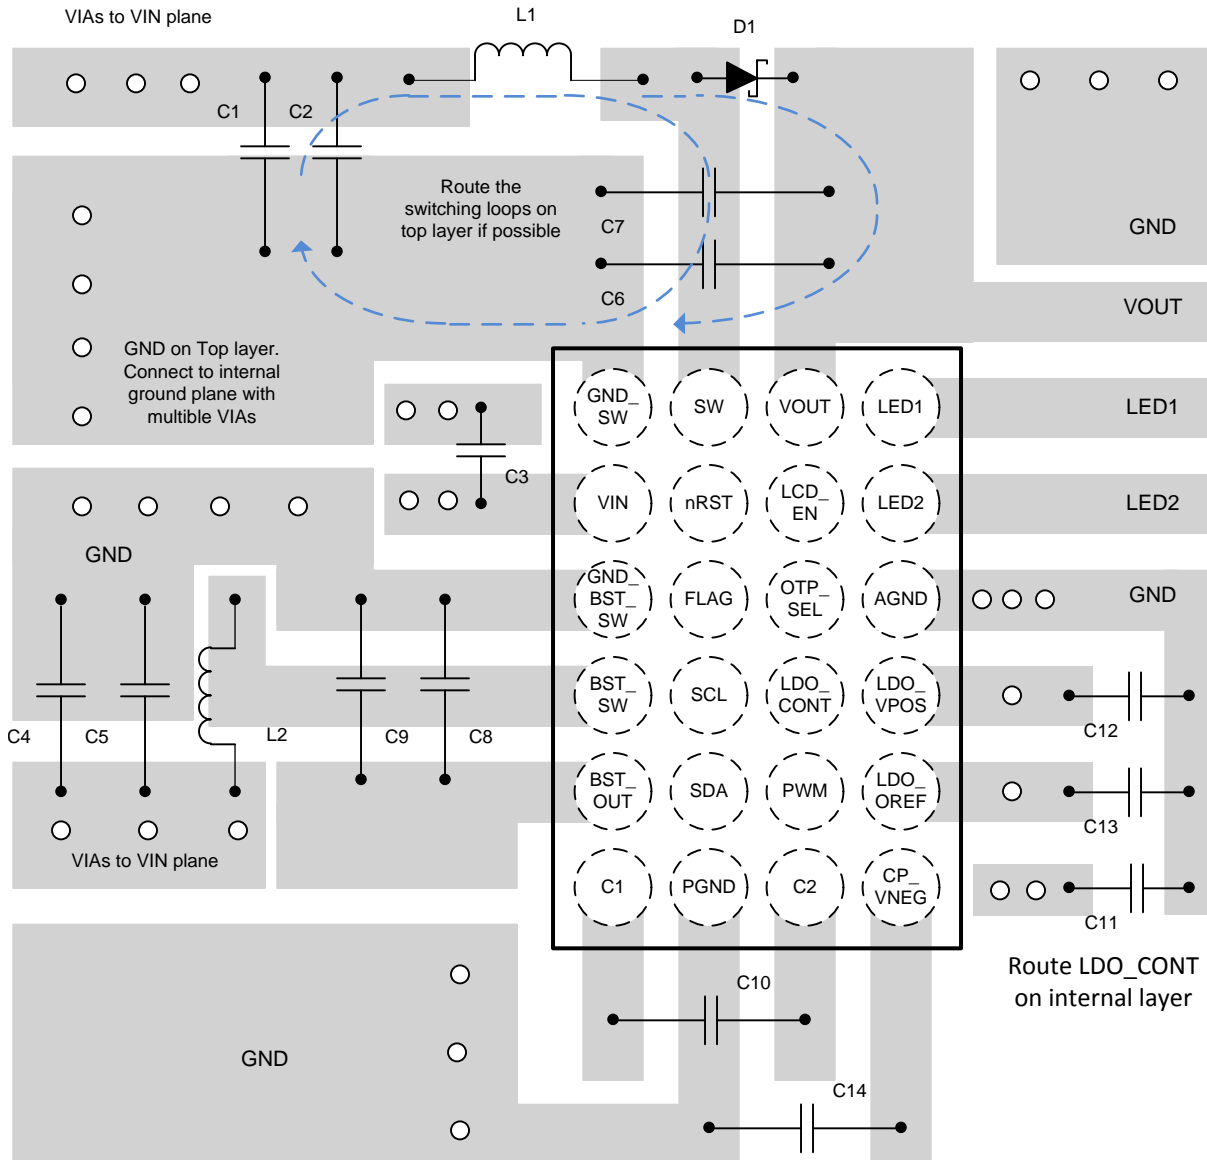 VIAs to VIN plane
L1
D1
C1
C2
Route the
switching loops on
top layer if possible
C7
C6
GND
VOUT
GND on Top layer.
Connect to internal
ground plane with
multible VIAs
GND_
SW
SW
VOUT
LED1
LED1
C3
VIN
nRST
LCD_
EN
LED2
LED2
GND
GND_
BST_
SW
FLAG
OTP_
SEL
AGND
GND
BST_
SW
SCL
LDO_
CONT
LDO_
VPOS
C4
C5
L2
C9
C8
C12
BST_
OUT
SDA
PWM
LDO_
OREF
C13
VIAs to VIN plane
C1
PGND
C2
CP_
VNEG
C11
Route LDO_CONT
on internal layer
C10
GND
C14